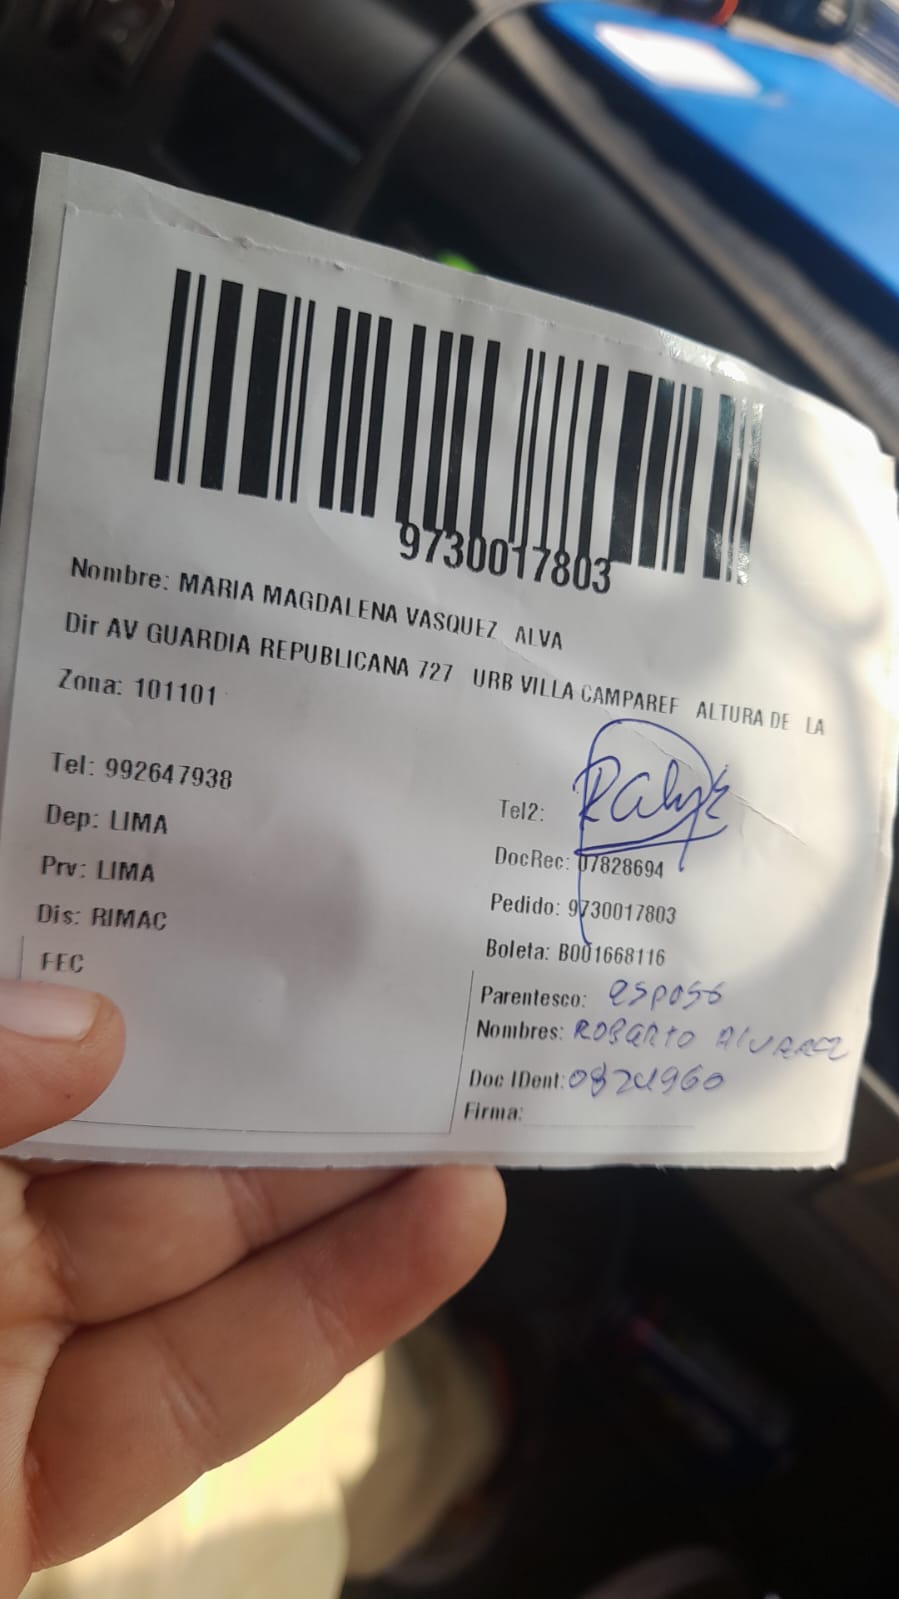 9730017803
Nombre: MARIA MAGDALENA VASQUEZ ALVA
Dir AV GUARDIA REPUBLICANA 727 URB VILLA CAMPAREF ALTURA DE LA
Zona: 101101
Tel: 992647938
Tel2:
Dep: LIMA
DocRec: 07828694
Prv: LIMA
Pedido: 9730017803
Dis: RIMAC
Boleta: B001668116
FEC
Parentesco: esposo
Nombres: ROBERTO AlVAREZ
Doc IDent:
Firma: